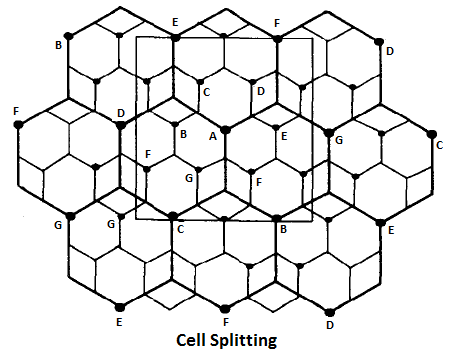 E F
B D
C D
F D B A E G C
F G F
G G C B E
E F D
Cell Splitting